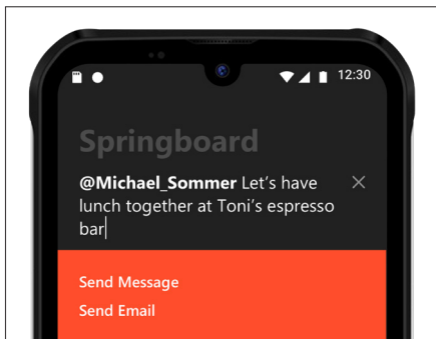 12:30
Springboard
@Michael_Sommer Let’s have
lunch together at Toni’s espresso
bar
Send Message
Send Email